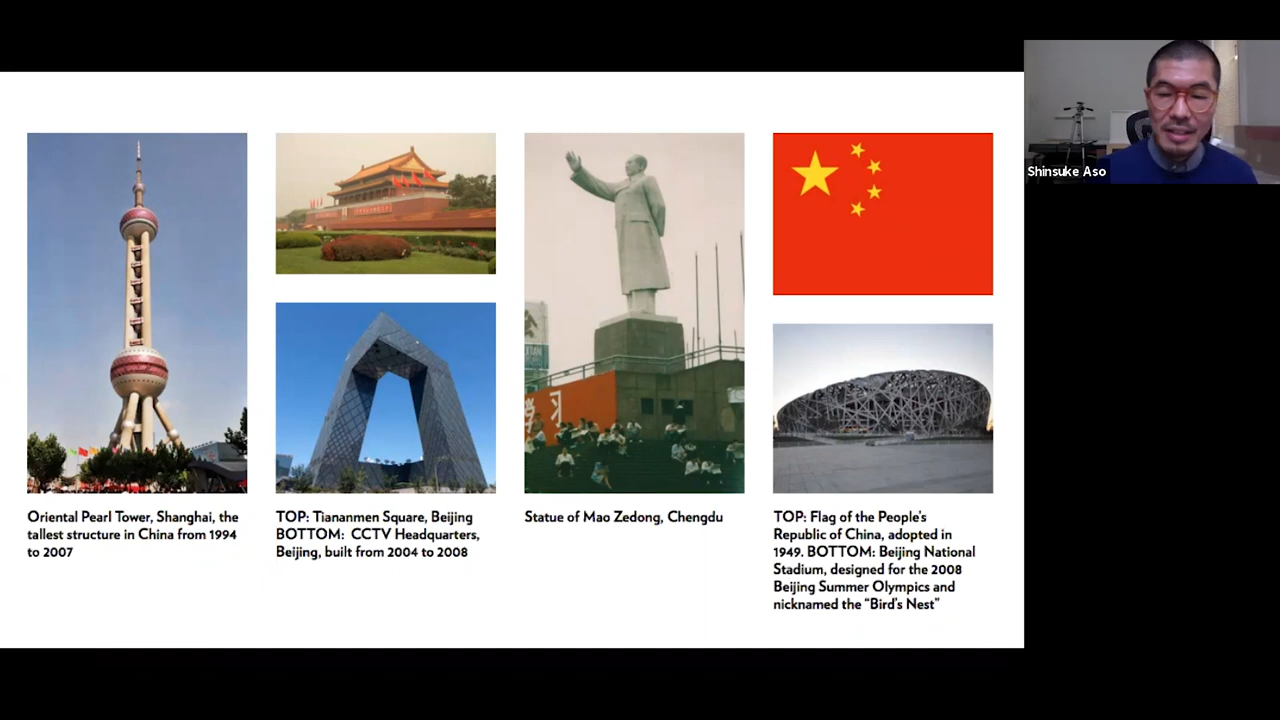 Shinsuke Aso
Oriental Pearl Tower, Shanghai, the
tallest structure in China from 1994
to 2007
TOP: Tiananmen Square, Beijing
BOTTOM: CCTV Headquarters,
Beijing, built from 2004 to 2008
Statue of Mao Zedong, Chengdu
TOP: Flag of the People's
Republic of China, adopted in
1949. BOTTOM: Beijing National
Stadium, designed for the 2008
Beijing Summer Olympics and
nicknamed the “Bird's Nest”